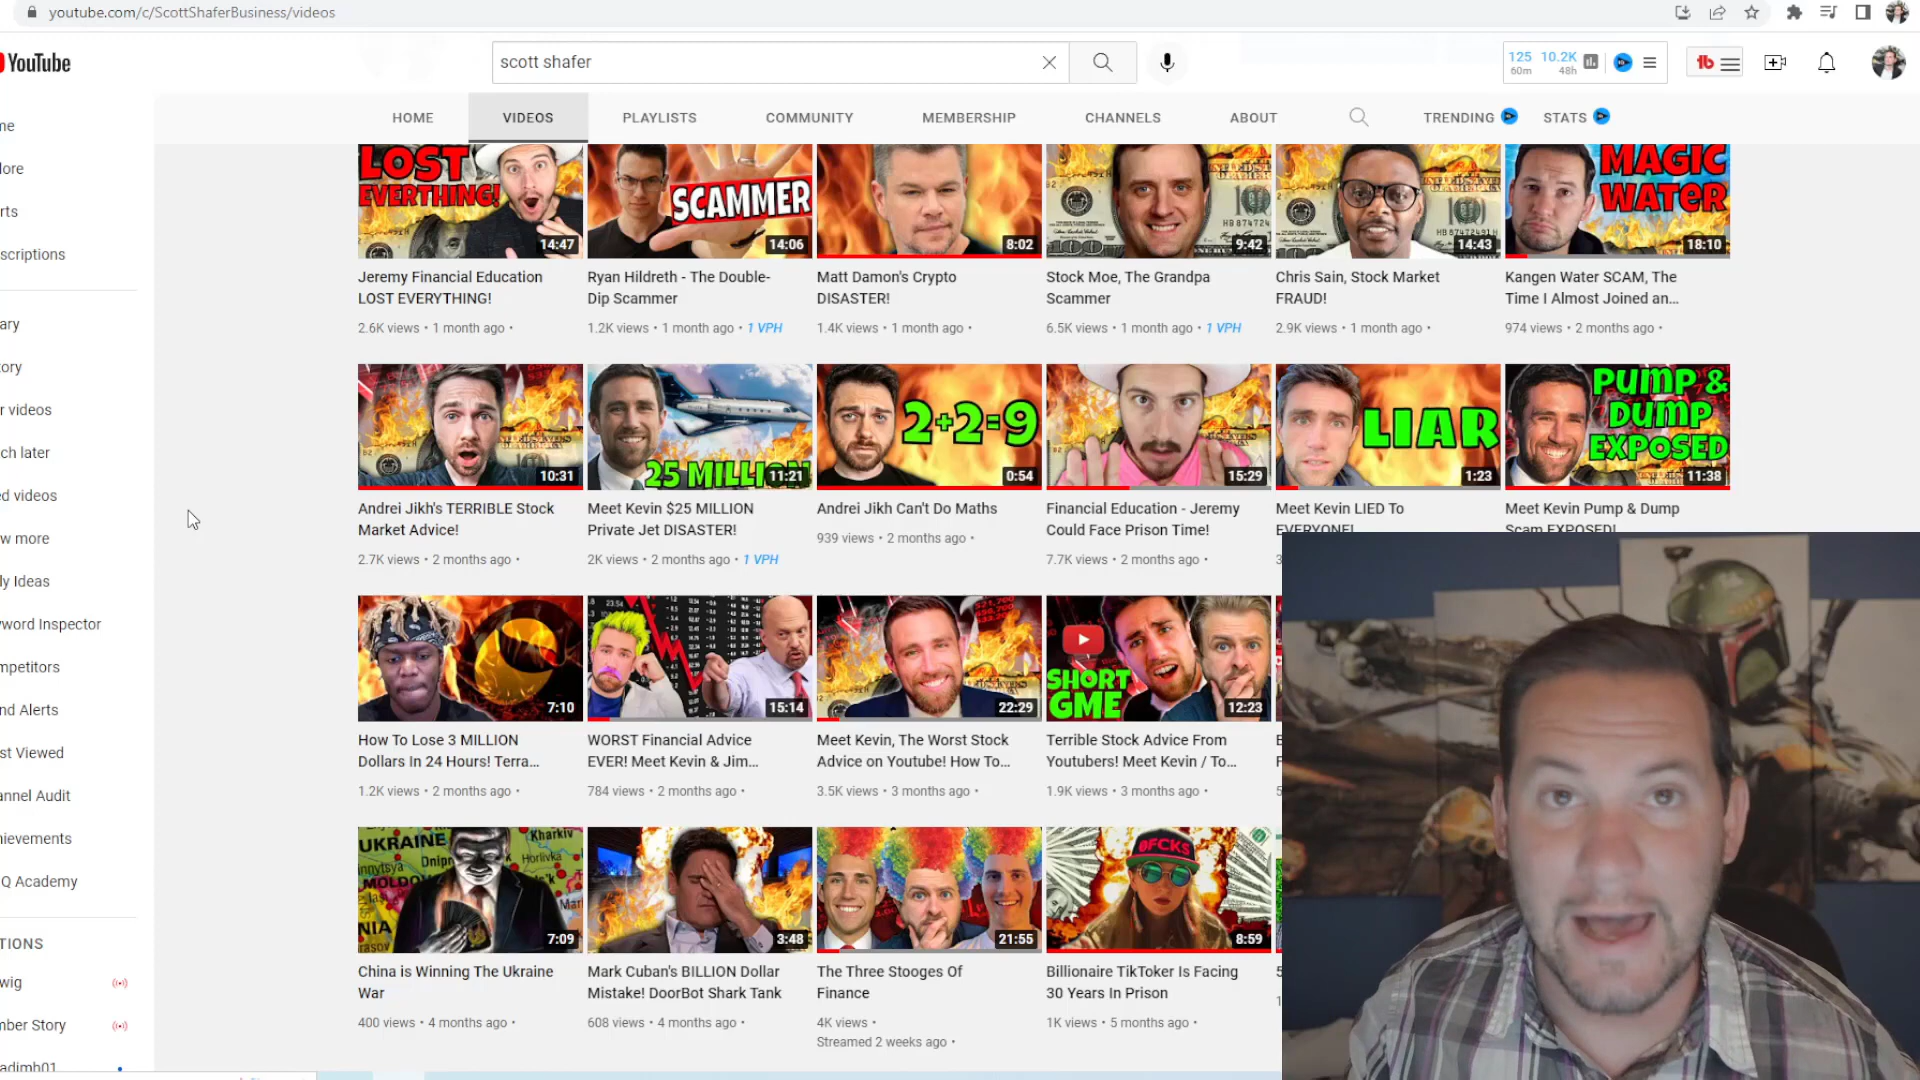 youtube.com/c/ScottShaferBusiness/videos
YouTube
scott shafer
125 10.2K
60m 48h
HOME VIDEOS PLAYLISTS COMMUNITY MEMBERSHIP CHANNELS ABOUT TRENDING STATS
me
lore
rts
scriptions
ary
ory
r videos
ch later
ed videos
w more
ly Ideas
word Inspector
mpetitors
nd Alerts
st Viewed
annel Audit
hievements
Q Academy
TIONS
wig
mber Story
adimh01
LOST
EVERYTHING!
14:47
SCAMMER
14:06
8:02
9:42
14:43
MAGIC
WATER
18:10
Jeremy Financial Education
LOST EVERYTHING!
2.6K views • 1 month ago •
Ryan Hildreth - The Double-
Dip Scammer
1.2K views • 1 month ago • 1 VPH
Matt Damon's Crypto
DISASTER!
1.4K views • 1 month ago •
Stock Moe, The Grandpa
Scammer
6.5K views • 1 month ago • 1 VPH
Chris Sain, Stock Market
FRAUD!
2.9K views • 1 month ago •
Kangen Water SCAM, The
Time I Almost Joined an...
974 views • 2 months ago •
10:31
25 MILLION
11:21
2+2=9
0:54
15:29
LIAR
1:23
PUMP &
DUMP
EXPOSED
11:38
Andrei Jikh's TERRIBLE Stock
Market Advice!
2.7K views • 2 months ago •
Meet Kevin $25 MILLION
Private Jet DISASTER!
2K views • 2 months ago • 1 VPH
Andrei Jikh Can't Do Maths
939 views • 2 months ago •
Financial Education - Jeremy
Could Face Prison Time!
7.7K views • 2 months ago •
Meet Kevin LIED To
EVERYONE!
Meet Kevin Pump & Dump
Scam EXPOSED!
7:10
15:14
22:29
SHORT
GME
12:23
How To Lose 3 MILLION
Dollars In 24 Hours! Terra...
1.2K views • 2 months ago •
WORST Financial Advice
EVER! Meet Kevin & Jim...
784 views • 2 months ago •
Meet Kevin, The Worst Stock
Advice on Youtube! How To...
3.5K views • 3 months ago •
Terrible Stock Advice From
Youtubers! Meet Kevin / To...
1.9K views • 3 months ago •
UKRAINE
Kharkiv
Horlivka
7:09
3:48
21:55
0FCKS
8:59
China is Winning The Ukraine
War
400 views • 4 months ago •
Mark Cuban's BILLION Dollar
Mistake! DoorBot Shark Tank
608 views • 4 months ago •
The Three Stooges Of
Finance
4K views •
Streamed 2 weeks ago •
Billionaire TikToker Is Facing
30 Years In Prison
1K views • 5 months ago •